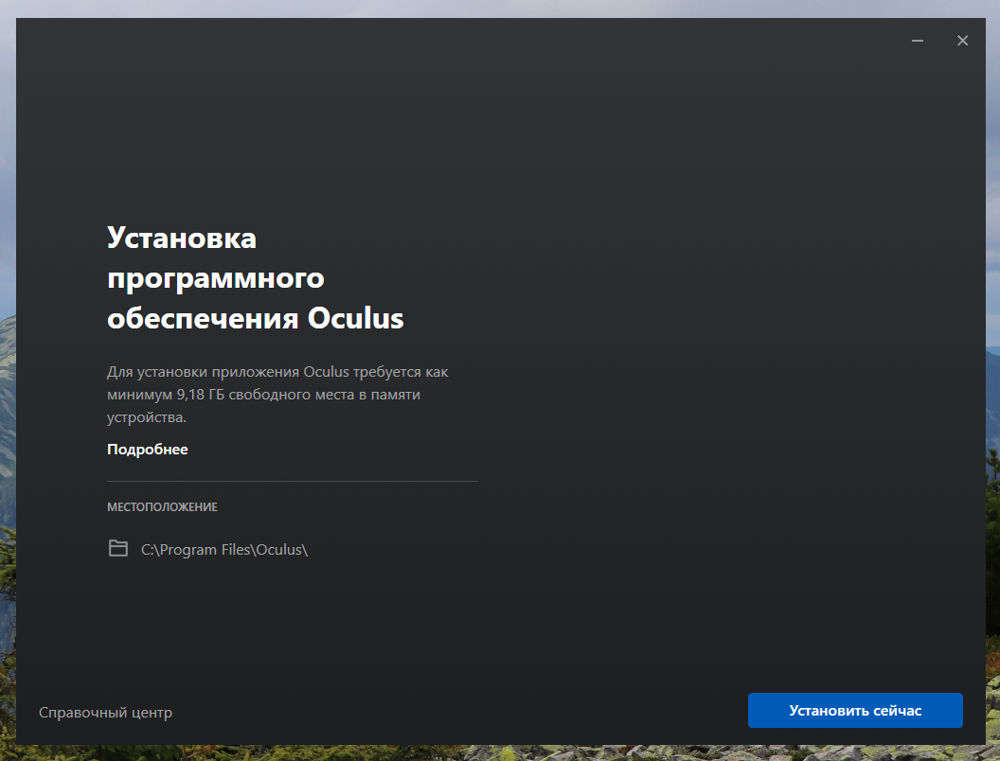 Установка
программного
обеспечения Oculus
Для установки приложения Oculus требуется как
минимум 9,18 ГБ свободного места в памяти
устройства.
Подробнее
МЕСТОПОЛОЖЕНИЕ
C:\Program Files\Oculus\
Справочный центр
Установить сейчас